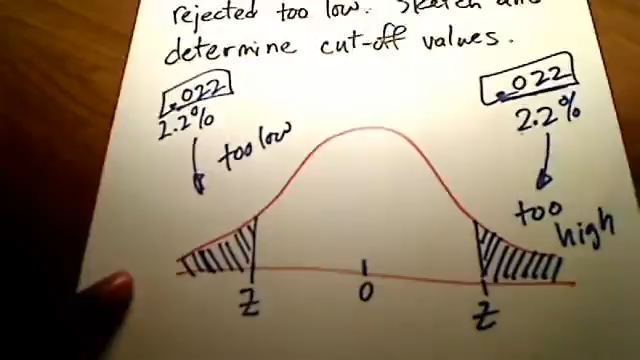 rejected too low. Sketch and
determine cut-off values.
.022
2.2%
too low
.022
2.2%
too
high
Z
0
Z